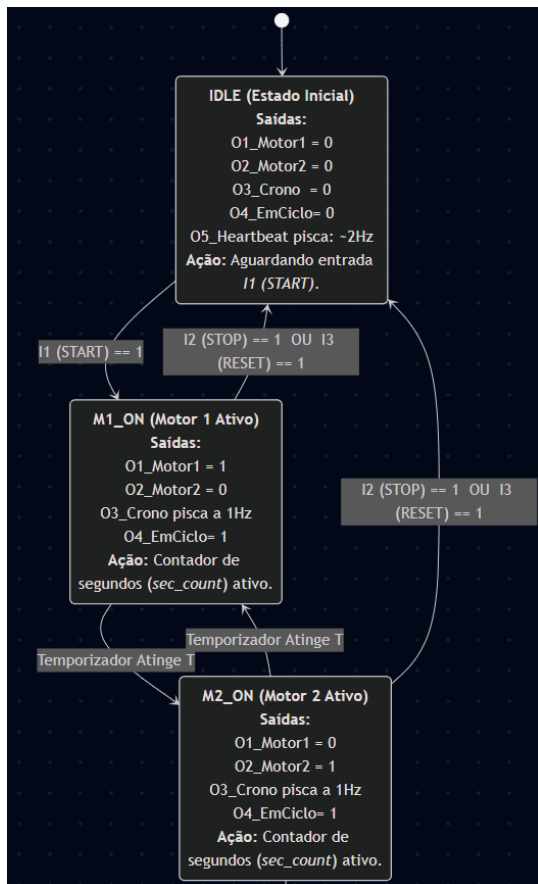 IDLE (Estado Inicial)
Saídas:
O1_Motor1 = 0
O2_Motor2 = 0
O3_Crono  = 0
O4_EmCiclo= 0
O5_Heartbeat pisca: ~2Hz
Ação: Aguardando entrada
I1 (START).
I1 (START) == 1
I2 (STOP) == 1  OU  I3
(RESET) == 1
M1_ON (Motor 1 Ativo)
Saídas:
O1_Motor1 = 1
O2_Motor2 = 0
O3_Crono pisca a 1Hz
O4_EmCiclo= 1
Ação: Contador de
segundos (sec_count) ativo.
I2 (STOP) == 1  OU  I3
(RESET) == 1
Temporizador Atinge T
Temporizador Atinge T
M2_ON (Motor 2 Ativo)
Saídas:
O1_Motor1 = 0
O2_Motor2 = 1
O3_Crono pisca a 1Hz
O4_EmCiclo= 1
Ação: Contador de
segundos (sec_count) ativo.